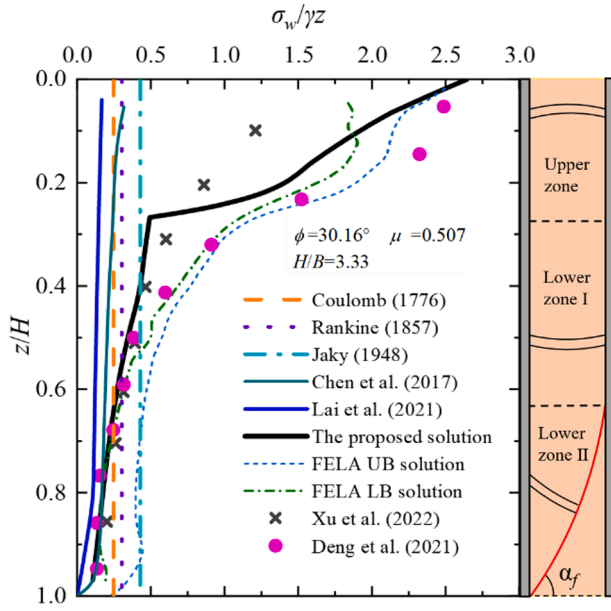 σw/γz
0.0 0.5 1.0 1.5 2.0 2.5 3.0
0.0
0.2
0.4
0.6
0.8
1.0
z/H
ϕ=30.16° μ =0.507
H/B=3.33
Coulomb (1776)
Rankine (1857)
Jaky (1948)
Chen et al. (2017)
Lai et al. (2021)
The proposed solution
FELA UB solution
FELA LB solution
Xu et al. (2022)
Deng et al. (2021)
Upper
zone
Lower
zone I
Lower
zone II
αf